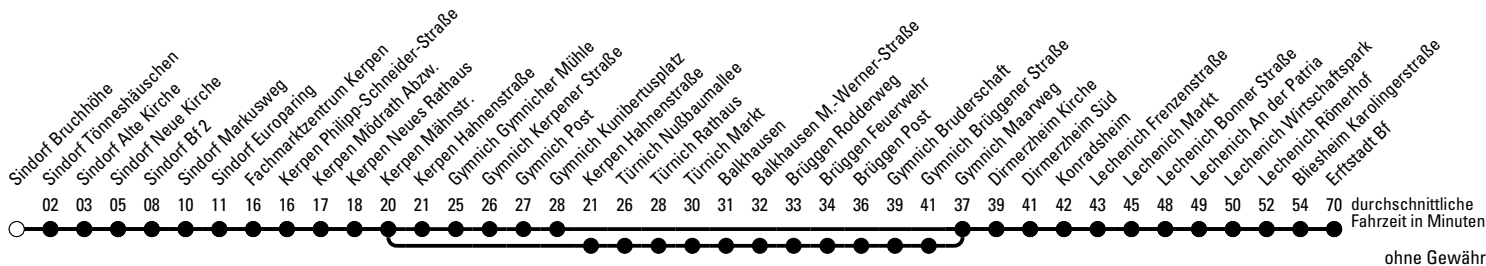 Sindorf Bruchhöhe
Sindorf Tönneshäuschen
Sindorf Alte Kirche
Sindorf Neue Kirche
Sindorf Bf 2
Sindorf Markusweg
Sindorf Europaring
Fachmarktzentrum Kerpen
Kerpen Philipp-Schneider-Straße
Kerpen Mödrath Abzw.
Kerpen Neues Rathaus
Kerpen Mähnstr.
Kerpen Hahnenstraße
Gymnich Gymnicher Mühle
Gymnich Kerpener Straße
Gymnich Post
Gymnich Kunibertusplatz
Kerpen Hahnenstraße
Türnich Nußbaumallee
Türnich Rathaus
Türnich Markt
Balkhausen
Balkhausen M.-Werner-Straße
Brüggen Rodderweg
Brüggen Feuerwehr
Brüggen Post
Gymnich Bruderschaft
Gymnich Brüggener Straße
Gymnich Maarweg
Dirmerzheim Kirche
Dirmerzheim Süd
Konradsheim
Lechenich Frenzenstraße
Lechenich Markt
Lechenich Bonner Straße
Lechenich An der Patria
Lechenich Wirtschaftspark
Lechenich Römerhof
Bliesheim Karolingerstraße
Erftstadt Bf
02 03 05 08 10 11 16 16 17 18 20 21 25 26 27 28 21 26 28 30 31 32 33 34 36 39 41 37 39 41 42 43 45 48 49 50 52 54 70 durchschnittliche
Fahrzeit in Minuten
ohne Gewähr